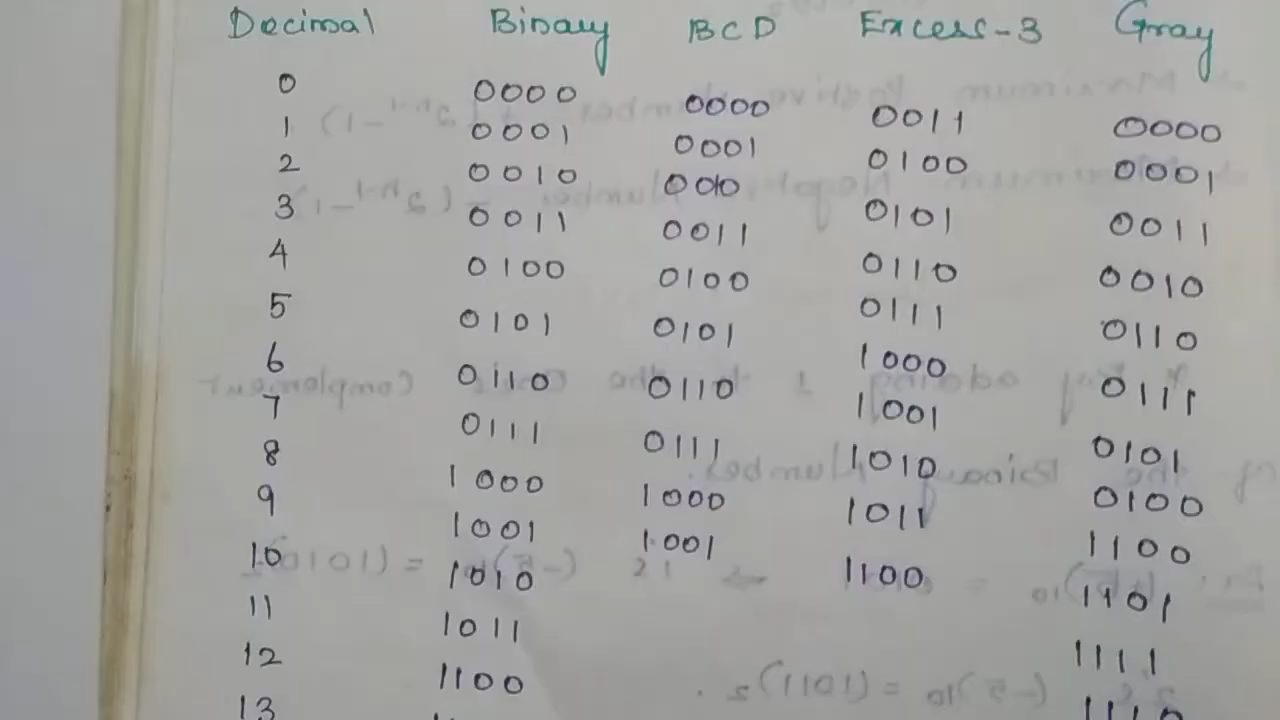 Decimal Binary BCD Excess-3 Gray
0 0000 0000 0011 0000
1 0001 0001 0100 0001
2 0010 0010 0101 0011
3 0011 0011 0110 0010
4 0100 0100 0111 0110
5 0101 0101 1000 0111
6 0110 0110 1001 0101
7 0111 0111 1010 0100
8 1000 1000 1011 1100
9 1001 1001 1100 1101
10 1010 1111
11 1011 1110
12 1100
13